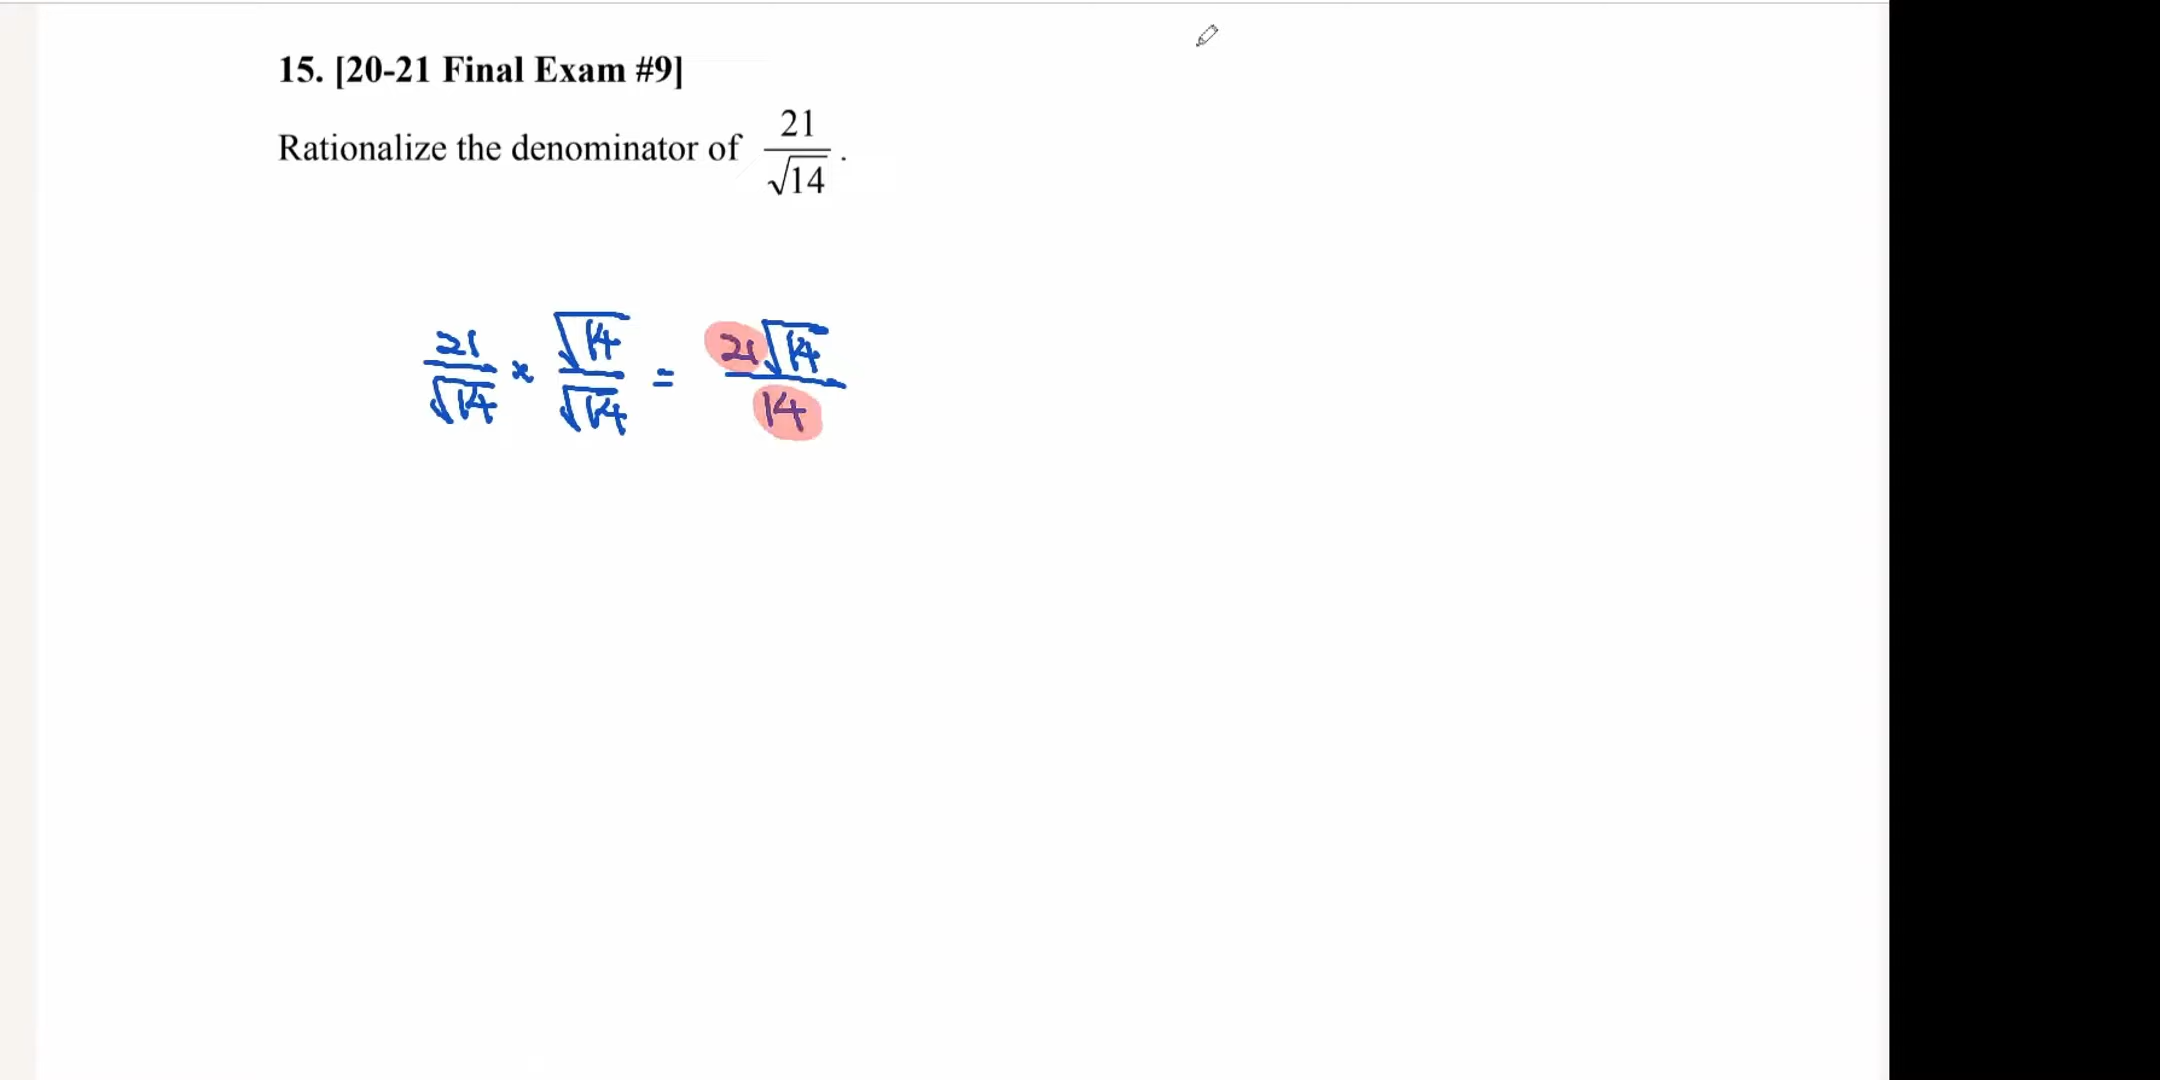 15. [20-21 Final Exam #9]
Rationalize the denominator of 21/√14.
21/√14 × √14/√14 = 21√14/14